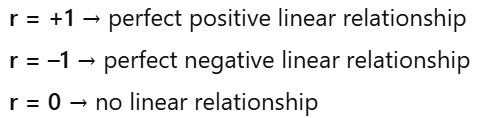 r = +1 → perfect positive linear relationship
r = –1 → perfect negative linear relationship
r = 0 → no linear relationship